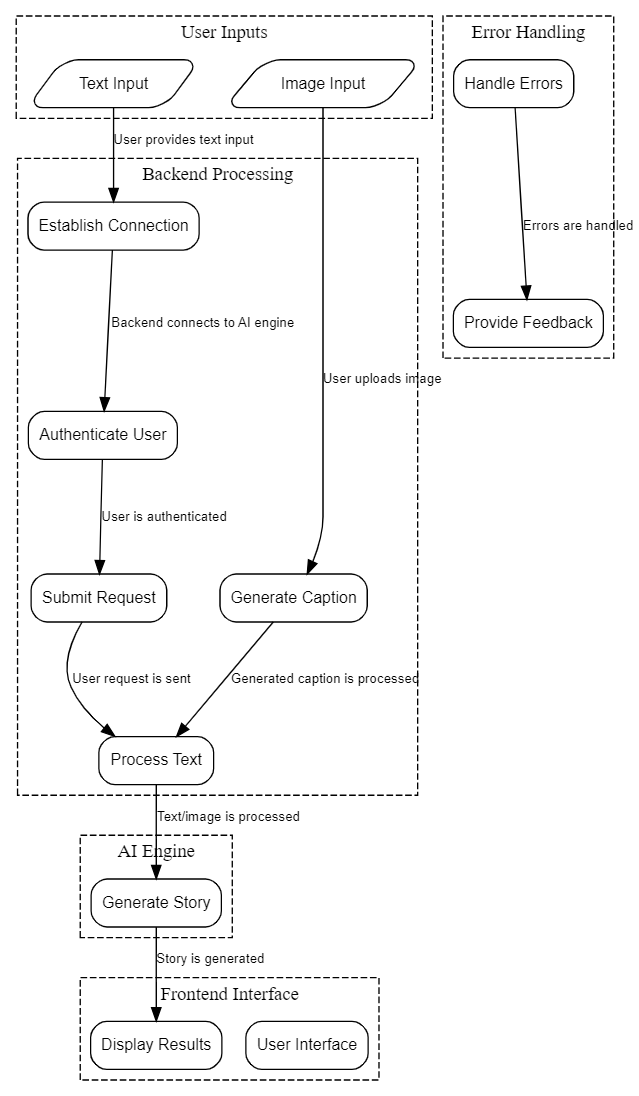 User Inputs
Error Handling
Text Input
Image Input
Handle Errors
User provides text input
Backend Processing
Establish Connection
Errors are handled
Backend connects to AI engine
Provide Feedback
User uploads image
Authenticate User
User is authenticated
Submit Request
Generate Caption
User request is sent
Generated caption is processed
Process Text
Text/image is processed
AI Engine
Generate Story
Story is generated
Frontend Interface
Display Results
User Interface